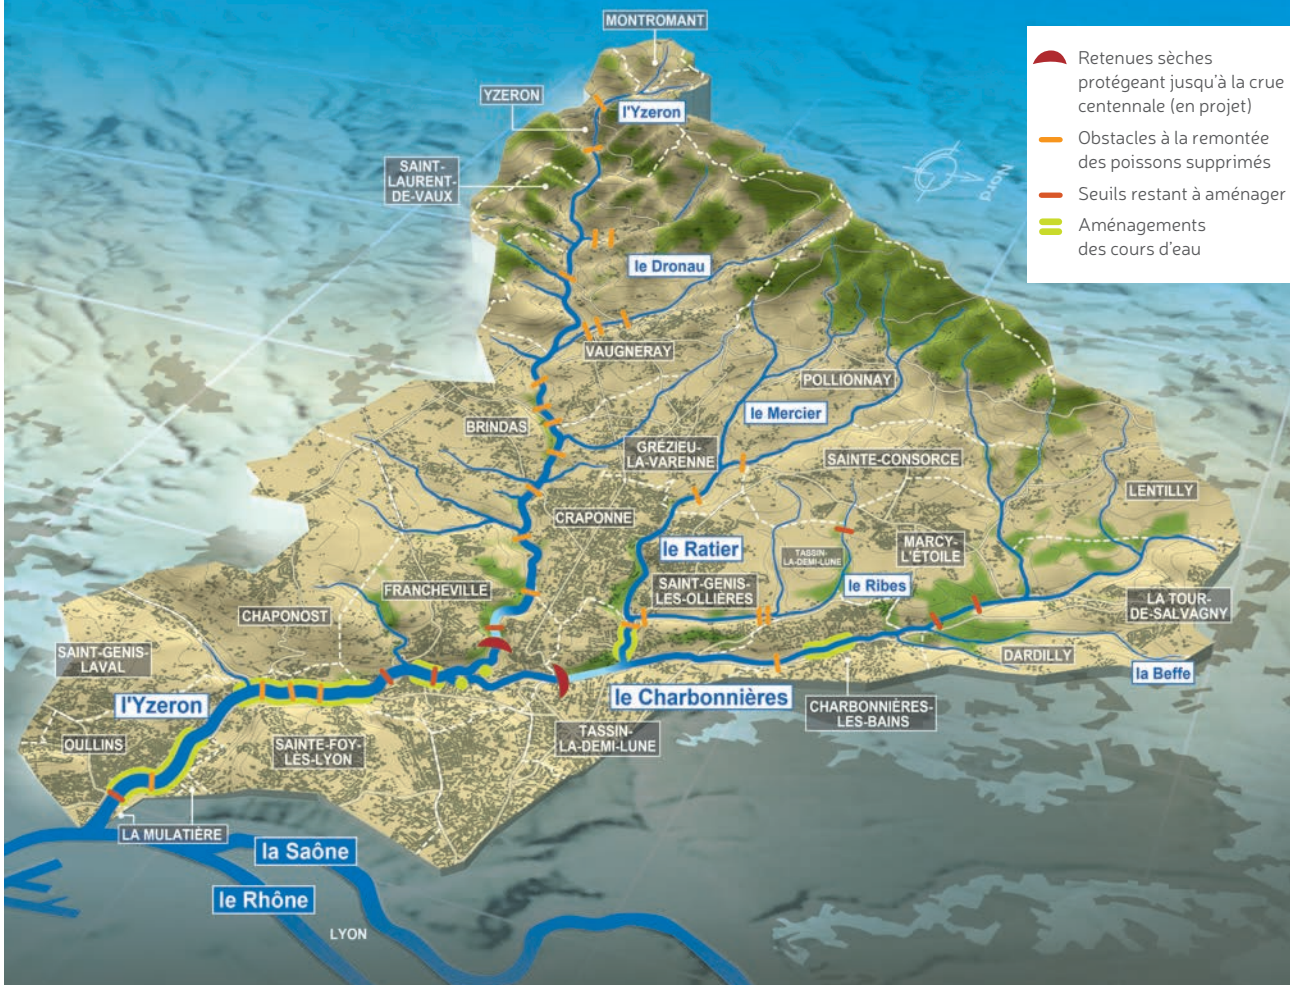 MONTROMANT
YZERON
l'Yzeron
SAINT-
LAURENT-
DE-VAUX
Nord
Retenues sèches
protégeant jusqu'à la crue
centennale (en projet)
Obstacles à la remontée
des poissons supprimés
Seuils restant à aménager
Aménagements
des cours d'eau
le Dronau
VAUGNERAY
POLLIONNAY
le Mercier
BRINDAS
GRÉZIEU-
LA-VARENNE
SAINTE-CONSORCE
LENTILLY
CRAPONNE
le Ratier
TASSIN-
LA-DEMI-LUNE
MARCY-
L'ÉTOILE
FRANCHEVILLE
SAINT-GENIS-
LES-OLLIÈRES
le Ribes
LA TOUR-
DE-SALVAGNY
CHAPONOST
SAINT-GENIS-
LAVAL
DARDILLY
la Beffe
l'Yzeron
le Charbonnières
CHARBONNIÈRES-
LES-BAINS
OULLINS
SAINTE-FOY-
LÈS-LYON
TASSIN-
LA-DEMI-LUNE
LA MULATIÈRE
la Saône
le Rhône
LYON